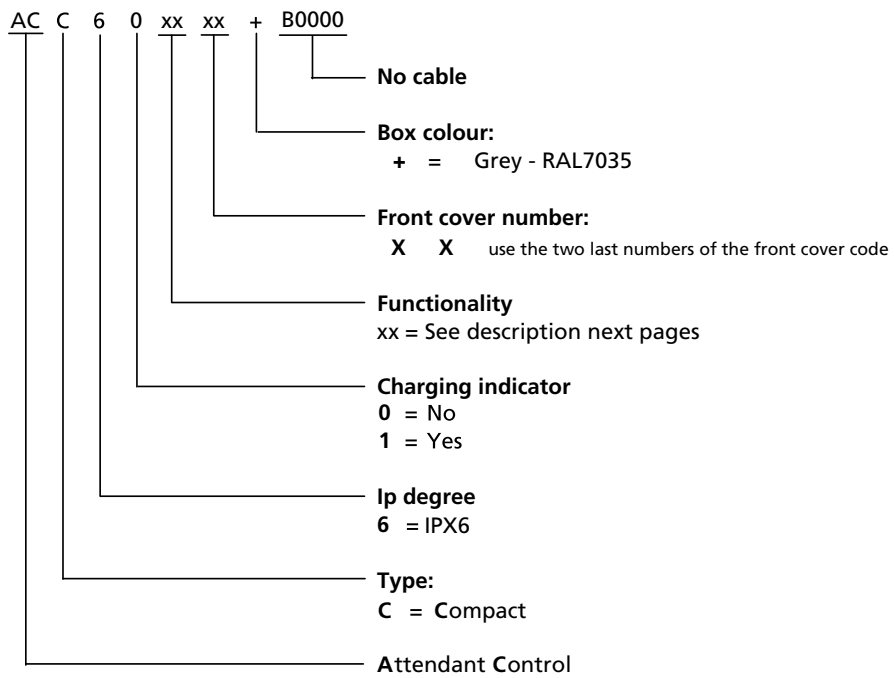 AC C 6 0 xx xx + B0000
No cable
Box colour:
+ = Grey - RAL7035
Front cover number:
X X use the two last numbers of the front cover code
Functionality
xx = See description next pages
Charging indicator
0 = No
1 = Yes
Ip degree
6 = IPX6
Type:
C = Compact
Attendant Control